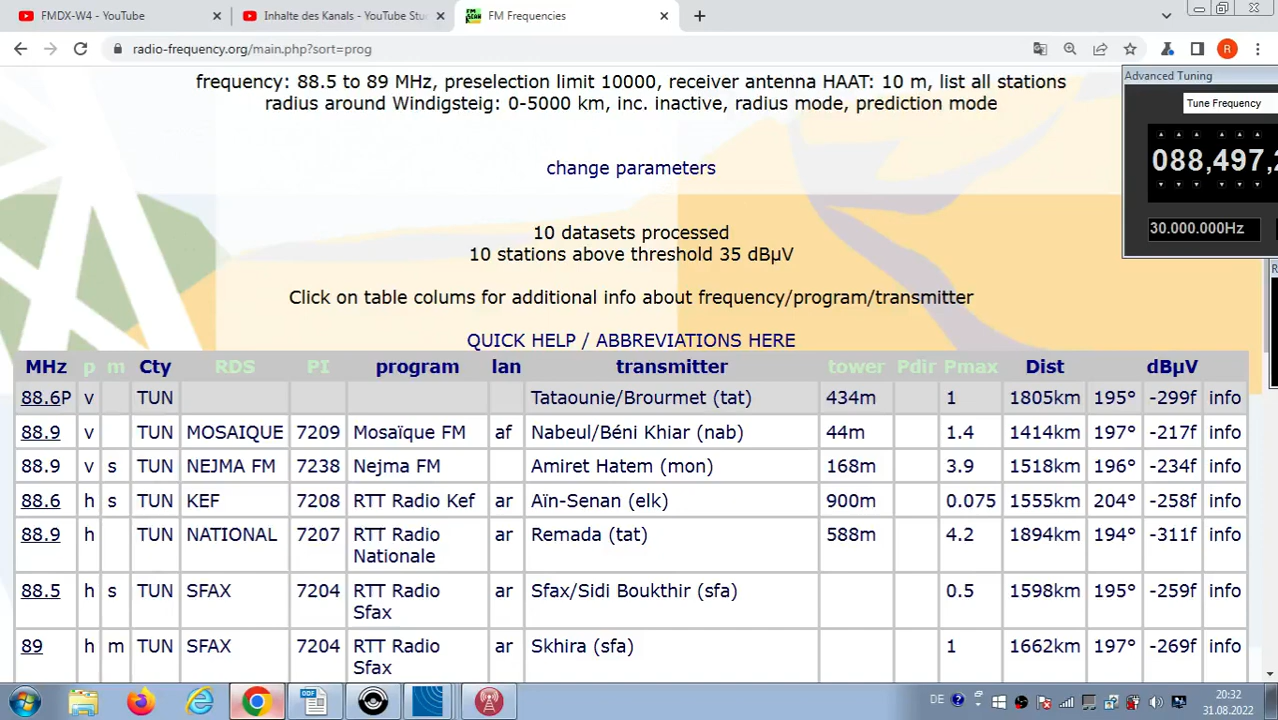 FMDX-W4 - YouTube
Inhalte des Kanals - YouTube Stu
FM Frequencies
radio-frequency.org/main.php?sort=prog
R
frequency: 88.5 to 89 MHz, preselection limit 10000, receiver antenna HAAT: 10 m, list all stations
radius around Windigsteig: 0-5000 km, inc. inactive, radius mode, prediction mode
Advanced Tuning
Tune Frequency
088,497,2
30.000.000Hz
change parameters
10 datasets processed
10 stations above threshold 35 dBµV
Click on table colums for additional info about frequency/program/transmitter
QUICK HELP / ABBREVIATIONS HERE
MHz p m Cty RDS PI program lan transmitter tower Pdir Pmax Dist dBµV
88.6P v TUN Tataounie/Brourmet (tat) 434m 1 1805km 195° -299f info
88.9 v TUN MOSAIQUE 7209 Mosaïque FM af Nabeul/Béni Khiar (nab) 44m 1.4 1414km 197° -217f info
88.9 v s TUN NEJMA FM 7238 Nejma FM Amiret Hatem (mon) 168m 3.9 1518km 196° -234f info
88.6 h s TUN KEF 7208 RTT Radio Kef ar Aïn-Senan (elk) 900m 0.075 1555km 204° -258f info
88.9 h TUN NATIONAL 7207 RTT Radio ar Remada (tat) 588m 4.2 1894km 194° -311f info
Nationale
88.5 h s TUN SFAX 7204 RTT Radio ar Sfax/Sidi Boukthir (sfa) 0.5 1598km 195° -259f info
Sfax
89 h m TUN SFAX 7204 RTT Radio ar Skhira (sfa) 1 1662km 197° -269f info
Sfax
DE
20:32
31.08.2022